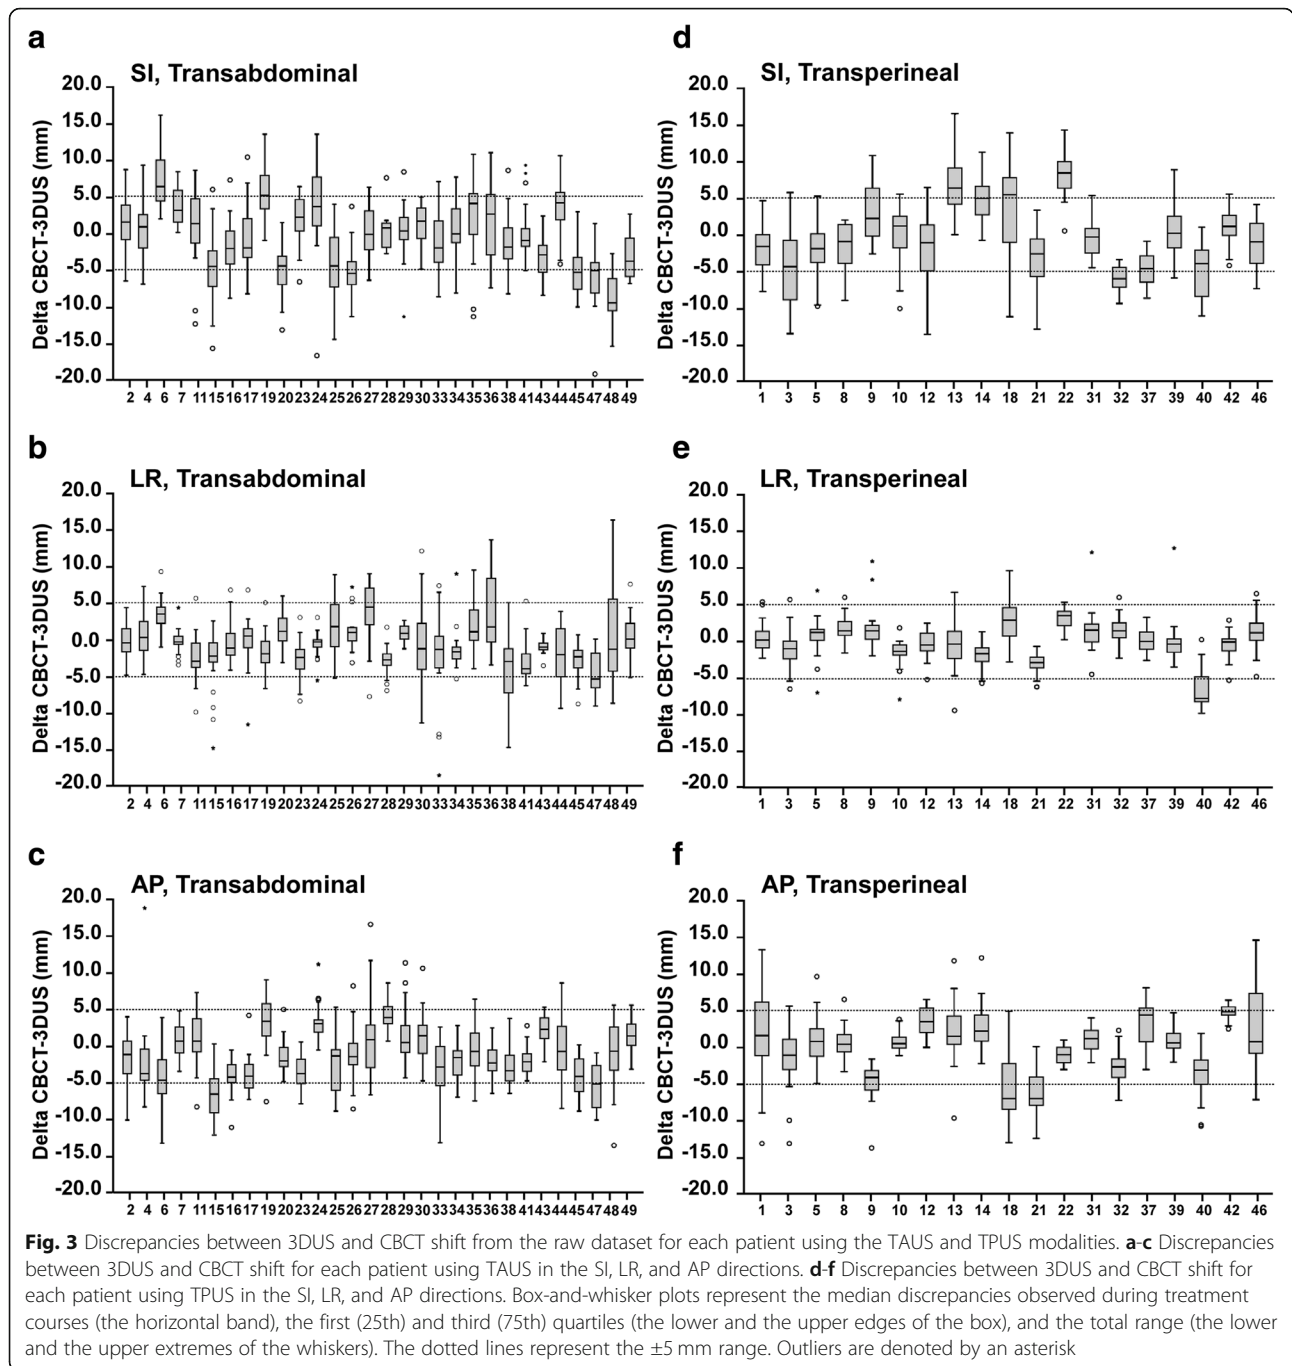 a
SI, Transabdominal
Delta CBCT-3DUS (mm)
20.0
15.0
10.0
5.0
0.0
-5.0
-10.0
-15.0
-20.0
2 4 6 7 11 15 16 17 19 20 23 24 25 26 27 28 29 30 33 34 35 36 38 41 43 44 45 47 48 49
d
SI, Transperineal
Delta CBCT-3DUS (mm)
20.0
15.0
10.0
5.0
0.0
-5.0
-10.0
-15.0
-20.0
1 3 5 8 9 10 12 13 14 18 21 22 31 32 37 39 40 42 46
b
LR, Transabdominal
Delta CBCT-3DUS (mm)
20.0
15.0
10.0
5.0
0.0
-5.0
-10.0
-15.0
-20.0
2 4 6 7 11 15 16 17 19 20 23 24 25 26 27 28 29 30 33 34 35 36 38 41 43 44 45 47 48 49
e
LR, Transperineal
Delta CBCT-3DUS (mm)
20.0
15.0
10.0
5.0
0.0
-5.0
-10.0
-15.0
-20.0
1 3 5 8 9 10 12 13 14 18 21 22 31 32 37 39 40 42 46
c
AP, Transabdominal
Delta CBCT-3DUS (mm)
20.0
15.0
10.0
5.0
0.0
-5.0
-10.0
-15.0
-20.0
2 4 6 7 11 15 16 17 19 20 23 24 25 26 27 28 29 30 33 34 35 36 38 41 43 44 45 47 48 49
f
AP, Transperineal
Delta CBCT-3DUS (mm)
20.0
15.0
10.0
5.0
0.0
-5.0
-10.0
-15.0
-20.0
1 3 5 8 9 10 12 13 14 18 21 22 31 32 37 39 40 42 46
Fig. 3 Discrepancies between 3DUS and CBCT shift from the raw dataset for each patient using the TAUS and TPUS modalities. a-c Discrepancies
between 3DUS and CBCT shift for each patient using TAUS in the SI, LR, and AP directions. d-f Discrepancies between 3DUS and CBCT shift for
each patient using TPUS in the SI, LR, and AP directions. Box-and-whisker plots represent the median discrepancies observed during treatment
courses (the horizontal band), the first (25th) and third (75th) quartiles (the lower and the upper edges of the box), and the total range (the lower
and the upper extremes of the whiskers). The dotted lines represent the ±5 mm range. Outliers are denoted by an asterisk